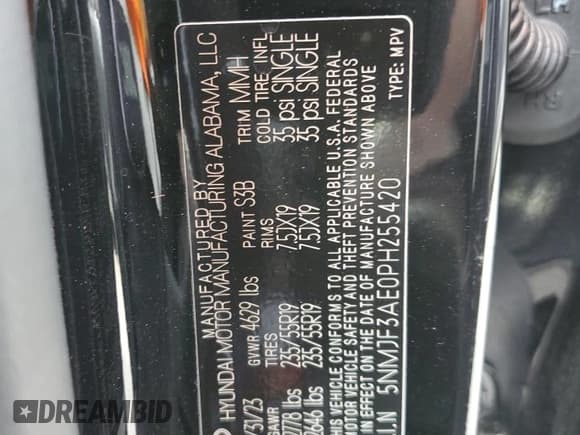 MANUFACTURED BY
HYUNDAI MOTOR MANUFACTURING ALABAMA, LLC
/31/23 GVWR 4629 lbs PAINT S3B TRIM MMH
GAWR TIRES RIMS COLD TIRE INFL
2778 lbs 235/55R19 7.5JX19 35 psi SINGLE
2646 lbs 235/55R19 7.5JX19 35 psi SINGLE
THIS VEHICLE CONFORMS TO ALL APPLICABLE U.S.A. FEDERAL
MOTOR VEHICLE SAFETY AND THEFT PREVENTION STANDARDS
IN EFFECT ON THE DATE OF MANUFACTURE SHOWN ABOVE
V.I.N 5NMJF3AE0PH255420 TYPE: MPV
RH
DREAMBID